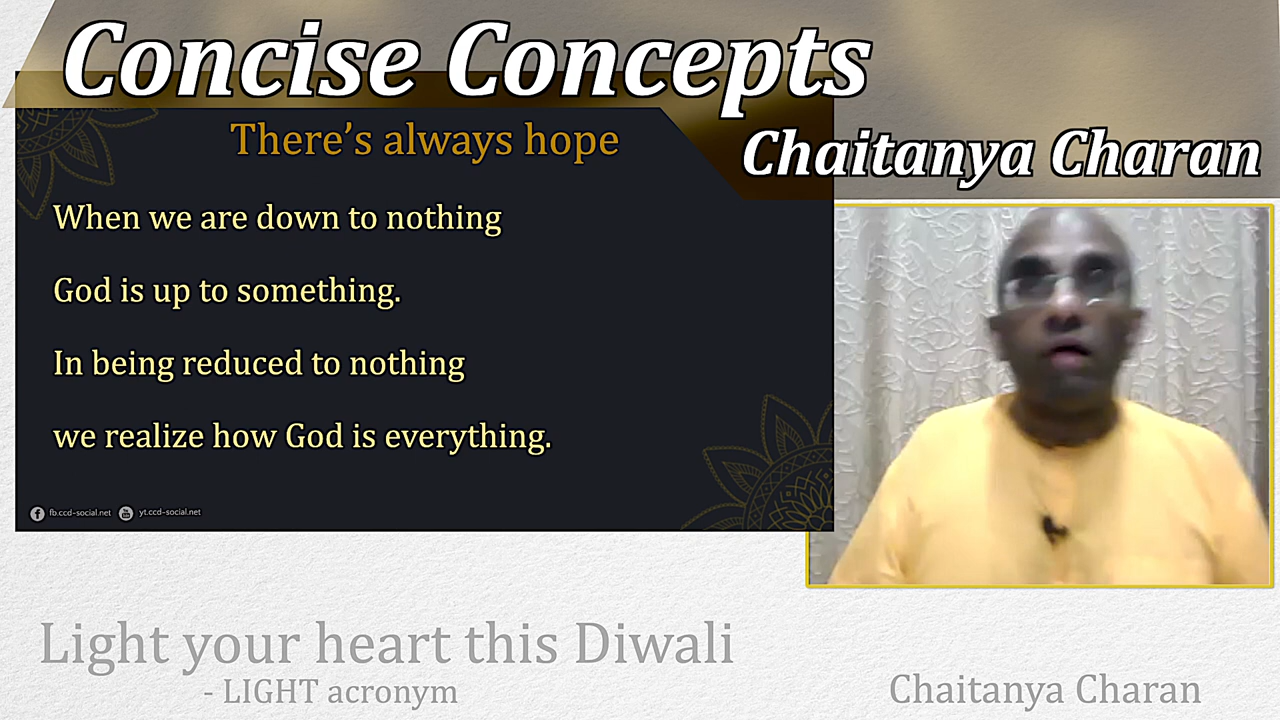 Concise Concepts
Chaitanya Charan
There’s always hope
When we are down to nothing
God is up to something.
In being reduced to nothing
we realize how God is everything.
fb.ccd-social.net yt.ccd-social.net
Light your heart this Diwali
- LIGHT acronym
Chaitanya Charan